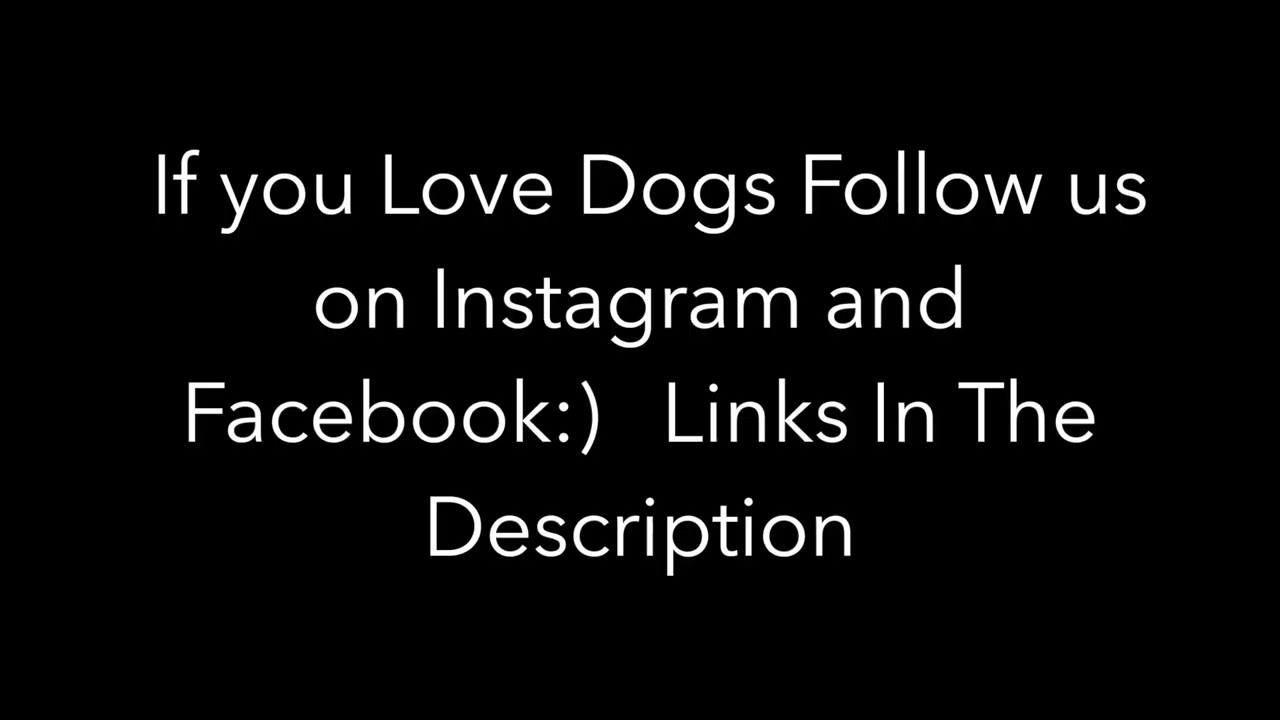 If you Love Dogs Follow us
on Instagram and
Facebook:)   Links In The
Description